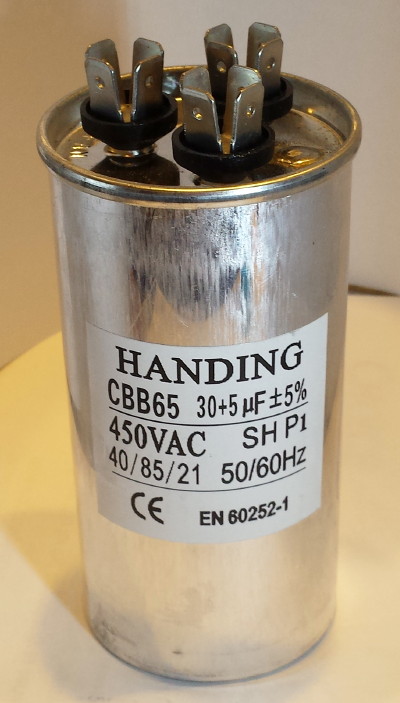 HANDING
CBB65 30+5 µF±5%
450VAC SH P1
40/85/21 50/60Hz
CE EN 60252-1